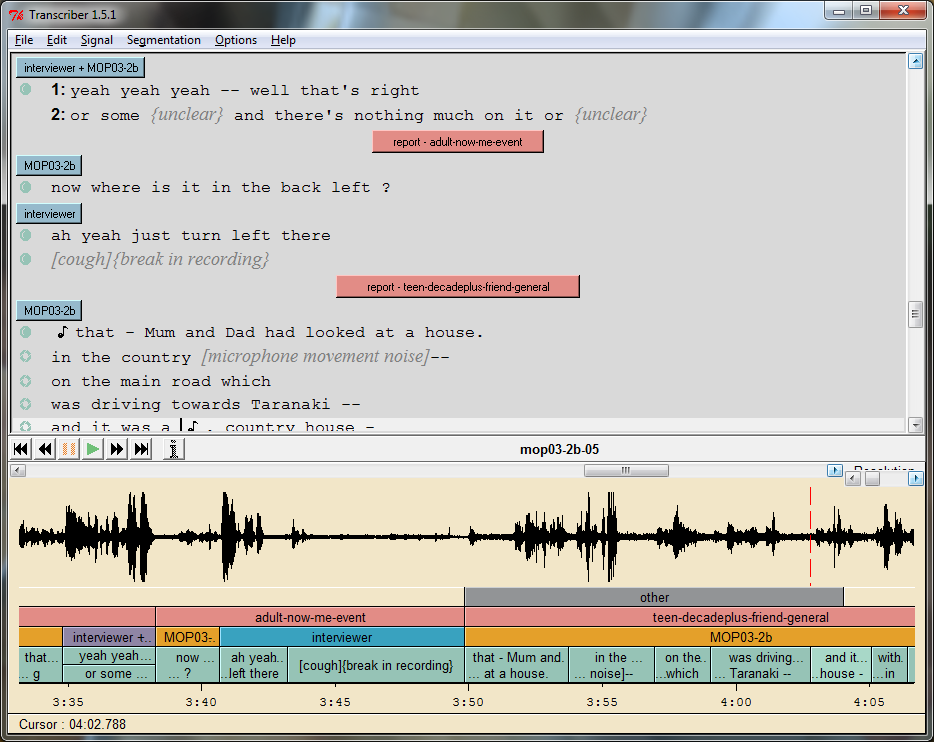 Transcriber 1.5.1
File Edit Signal Segmentation Options Help
interviewer + MOP03-2b
1: yeah yeah yeah -- well that's right
2: or some {unclear} and there's nothing much on it or {unclear}
report - adult-now-me-event
MOP03-2b
now where is it in the back left ?
interviewer
ah yeah just turn left there
[cough]{break in recording}
report - teen-decadeplus-friend-general
MOP03-2b
♪ that - Mum and Dad had looked at a house.
in the country [microphone movement noise]--
on the main road which
was driving towards Taranaki --
and it was a ♪ . country house -
mop03-2b-05
Resolution
other
adult-now-me-event teen-decadeplus-friend-general
interviewer +.. MOP03-. interviewer MOP03-2b
that... yeah yeah... now ... ah yeah.. [cough]{break in recording} that - Mum and. in the ... on the.. was driving... and it... with.
... g or some ... ... ? ..left there ... at a house. ... noise]-- ...which ... Taranaki -- ...house - ...in
3:35 3:40 3:45 3:50 3:55 4:00 4:05
Cursor : 04:02.788